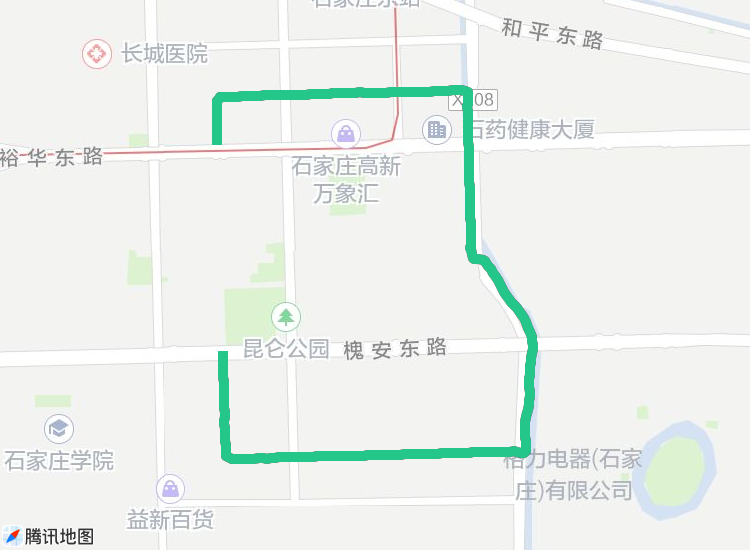 石家庄东站
和平东路
长城医院
石药健康大厦
裕华东路
石家庄高新
万象汇
昆仑公园
槐安东路
石家庄学院
格力电器(石家
庄)有限公司
益新百货
腾讯地图